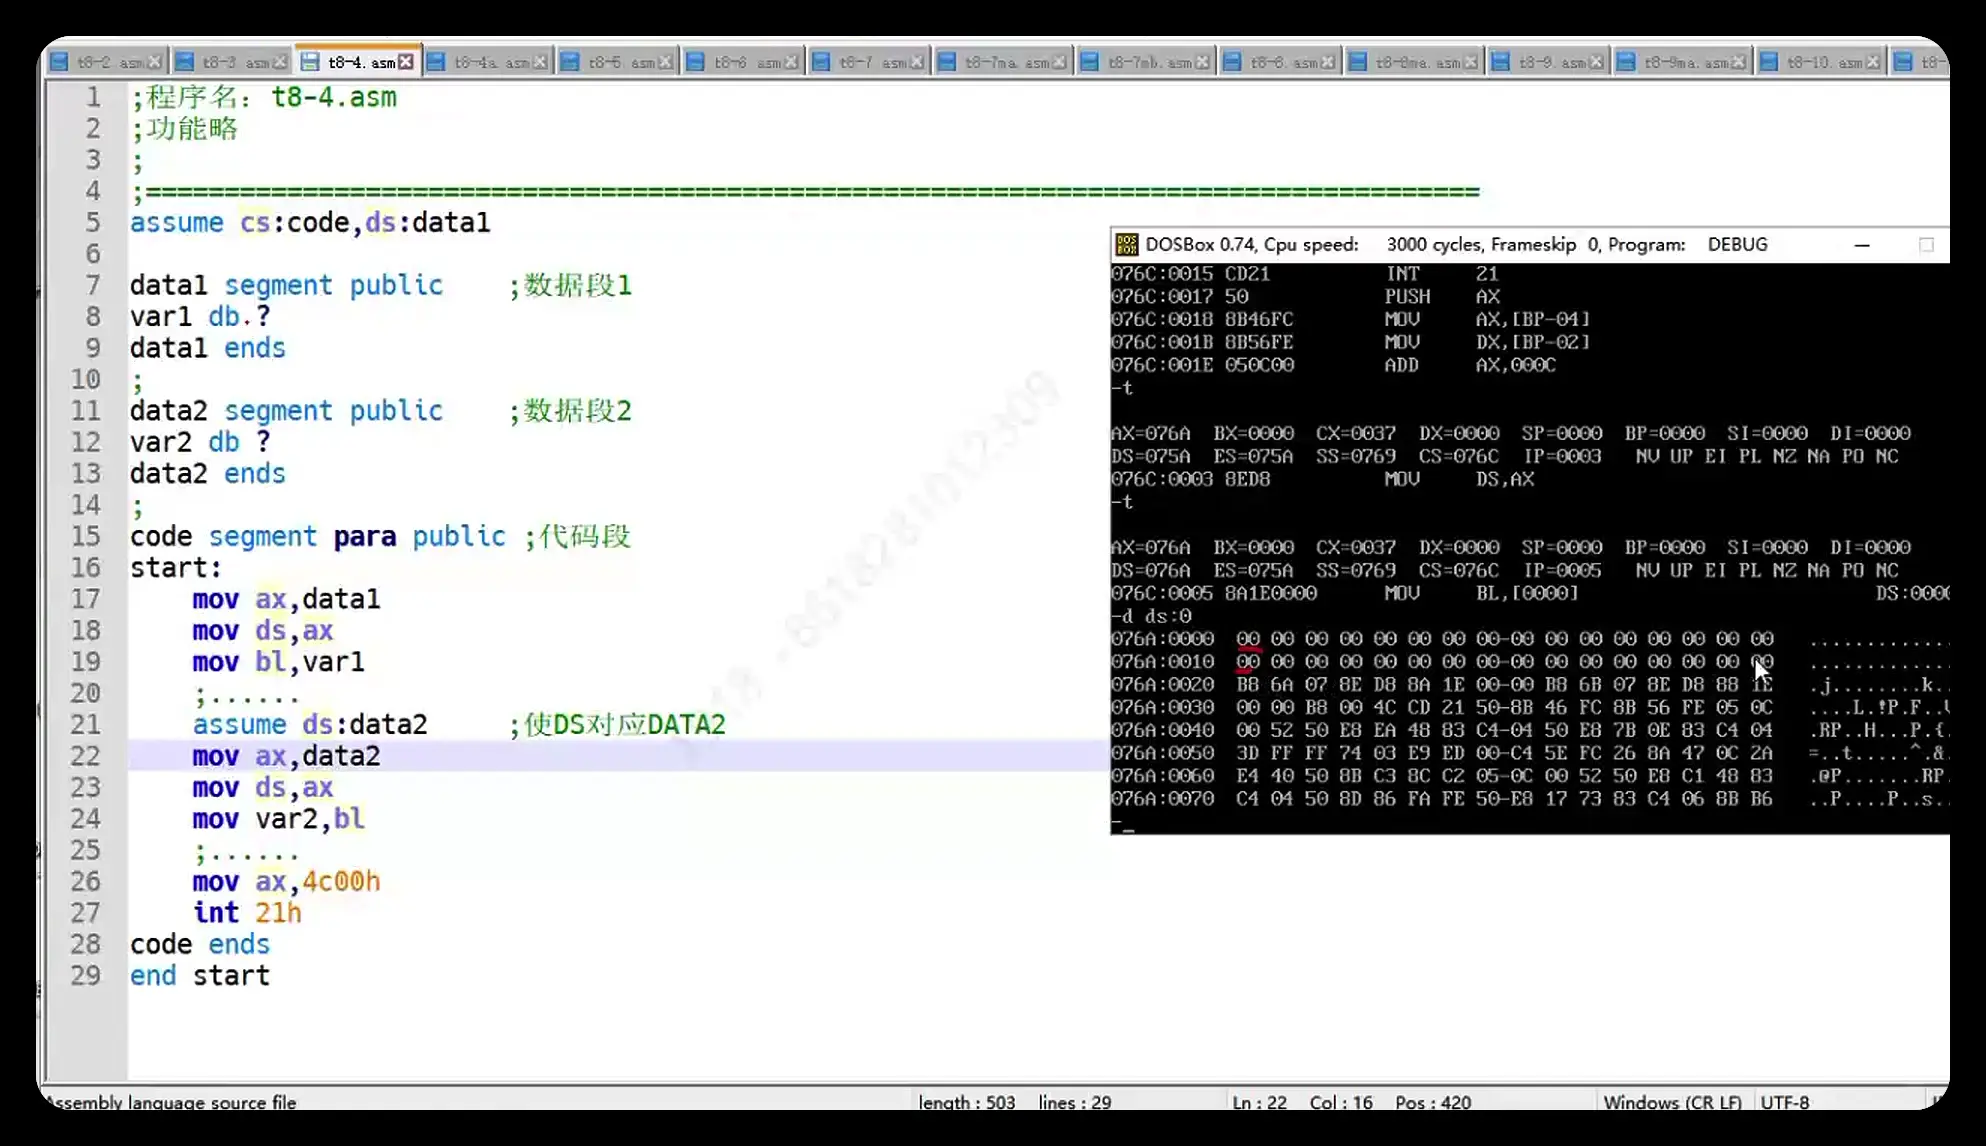 t8-2.asm t8-3 asm t8-4.asm t8-4a asm t8-5.asm t8-6 asm t8-7 asm t8-7ma.asm t8-7mb.asm t8-8.asm t8-8ma.asm t8-9.asm t8-9ma.asm t8-10.asm t8-
1 ;程序名：t8-4.asm
2 ;功能略
3 ;
4 ;=====================================================================================
5 assume cs:code,ds:data1
6
7 data1 segment public ;数据段1
8 var1 db ?
9 data1 ends
10 ;
11 data2 segment public ;数据段2
12 var2 db ?
13 data2 ends
14 ;
15 code segment para public ;代码段
16 start:
17 mov ax,data1
18 mov ds,ax
19 mov bl,var1
20 ;......
21 assume ds:data2 ;使DS对应DATA2
22 mov ax,data2
23 mov ds,ax
24 mov var2,bl
25 ;......
26 mov ax,4c00h
27 int 21h
28 code ends
29 end start
DOSBox 0.74, Cpu speed: 3000 cycles, Frameskip 0, Program: DEBUG
076C:0015 CD21 INT 21
076C:0017 50 PUSH AX
076C:0018 8B46FC MOV AX,[BP-04]
076C:001B 8B56FE MOV DX,[BP-02]
076C:001E 050C00 ADD AX,000C
-t
AX=076A BX=0000 CX=0037 DX=0000 SP=0000 BP=0000 SI=0000 DI=0000
DS=075A ES=075A SS=0769 CS=076C IP=0003 NV UP EI PL NZ NA PO NC
076C:0003 8ED8 MOV DS,AX
-t
AX=076A BX=0000 CX=0037 DX=0000 SP=0000 BP=0000 SI=0000 DI=0000
DS=076A ES=075A SS=0769 CS=076C IP=0005 NV UP EI PL NZ NA PO NC
076C:0005 8A1E0000 MOV BL,[0000] DS:0000
-d ds:0
076A:0000 00 00 00 00 00 00 00 00-00 00 00 00 00 00 00 00 ................
076A:0010 00 00 00 00 00 00 00 00-00 00 00 00 00 00 00 00 ................
076A:0020 B8 6A 07 8E D8 8A 1E 00-00 B8 6B 07 8E D8 88 1E .j........k..
076A:0030 00 00 B8 00 4C CD 21 50-8B 46 FC 8B 56 FE 05 0C ....L.!P.F..V
076A:0040 00 52 50 E8 EA 48 83 C4-04 50 E8 7B 0E 83 C4 04 .RP..H...P.{.
076A:0050 3D FF FF 74 03 E9 ED 00-C4 5E FC 26 8A 47 0C 2A =..t.....^.&.
076A:0060 E4 40 50 8B C3 8C C2 05-0C 00 52 50 E8 C1 48 83 .@P.......RP.
076A:0070 C4 04 50 8D 86 FA FE 50-E8 17 73 83 C4 06 8B B6 ..P....P..s..
-_
Assembly language source file length : 503 lines : 29 Ln : 22 Col : 16 Pos : 420 Windows (CR LF) UTF-8